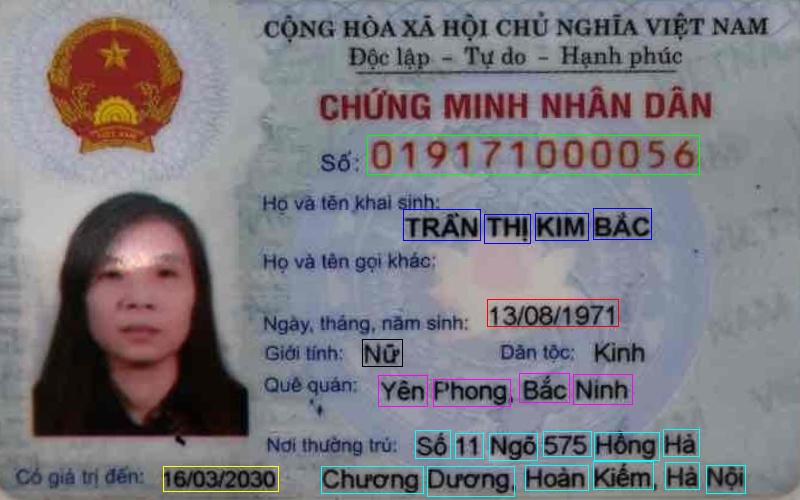 CỘNG HÒA XÃ HỘI CHỦ NGHĨA VIỆT NAM
Độc lập - Tự do - Hạnh phúc
CHỨNG MINH NHÂN DÂN
Số: 019171000056
Họ và tên khai sinh:
TRẦN THỊ KIM BẮC
Họ và tên gọi khác:
Ngày, tháng, năm sinh: 13/08/1971
Giới tính: Nữ Dân tộc: Kinh
Quê quán: Yên Phong, Bắc Ninh
Nơi thường trú: Số 11 Ngõ 575 Hồng Hà
Có giá trị đến: 16/03/2030 Chương Dương, Hoàn Kiếm, Hà Nội